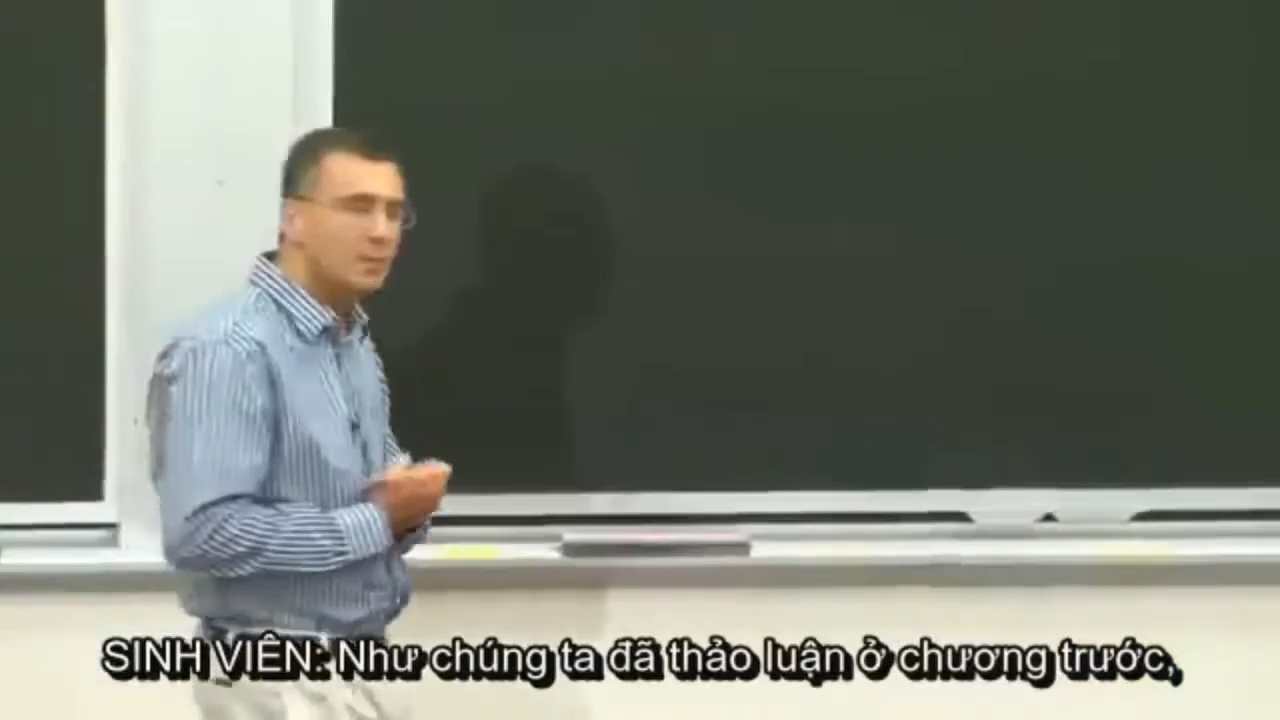 SINH VIÊN: Như chúng ta đã thảo luận ở chương trước,